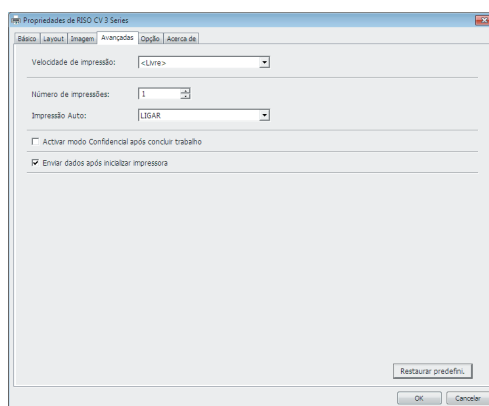 Propriedades de RISO CV 3 Series
Básico Layout Imagem Avançadas Opção Acerca de
Velocidade de impressão: <Livre>
Número de impressões: 1
Impressão Auto: LIGAR
Activar modo Confidencial após concluir trabalho
Enviar dados após inicializar impressora
Restaurar predefini.
OK Cancelar